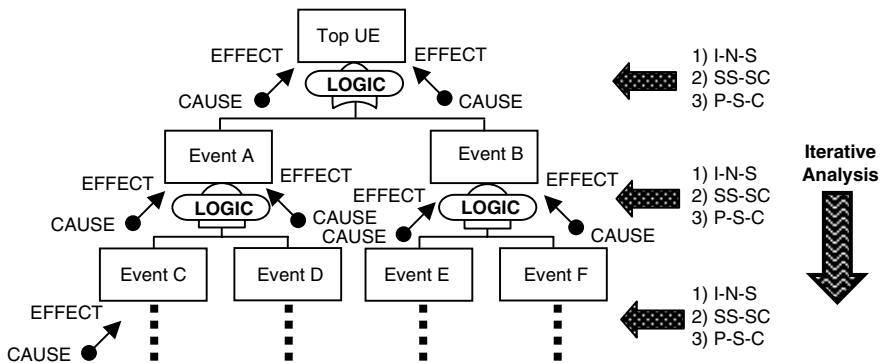 Top UE
EFFECT EFFECT
LOGIC
CAUSE CAUSE
1) I-N-S
2) SS-SC
3) P-S-C
Event A Event B
EFFECT EFFECT EFFECT EFFECT
LOGIC LOGIC
CAUSE CAUSE
CAUSE CAUSE
1) I-N-S
2) SS-SC
3) P-S-C
Iterative
Analysis
Event C Event D Event E Event F
EFFECT
CAUSE
1) I-N-S
2) SS-SC
3) P-S-C